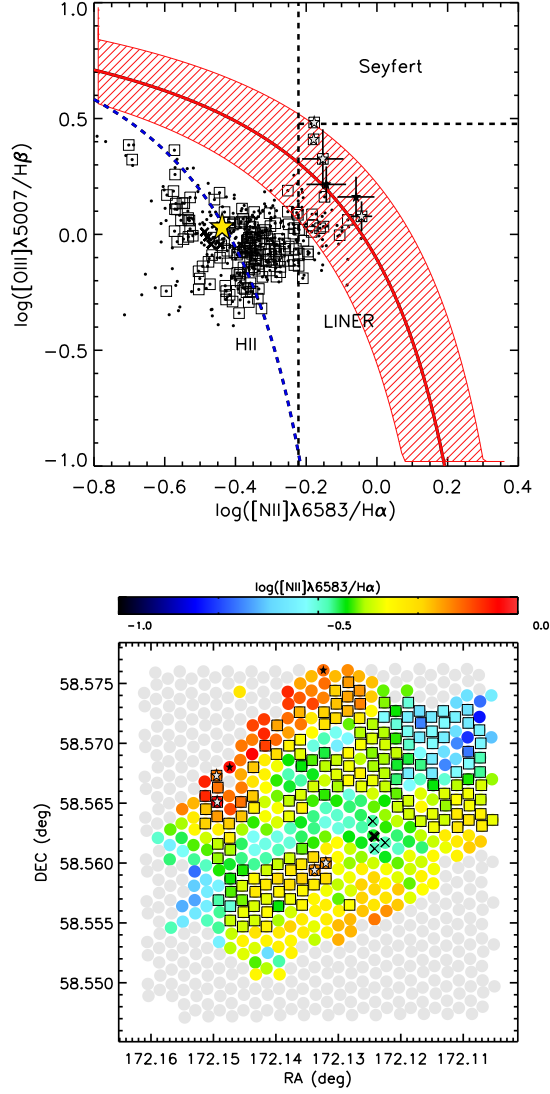 1.0
0.5
0.0
−0.5
−1.0
log([OIII]λ5007/Hβ)
Seyfert
LINER
HII
−0.8 −0.6 −0.4 −0.2 0.0 0.2 0.4
log([NII]λ6583/Hα)
log([NII]λ6583/Hα)
−1.0 −0.5 0.0
58.575
58.570
58.565
58.560
58.555
58.550
DEC (deg)
172.16 172.15 172.14 172.13 172.12 172.11
RA (deg)